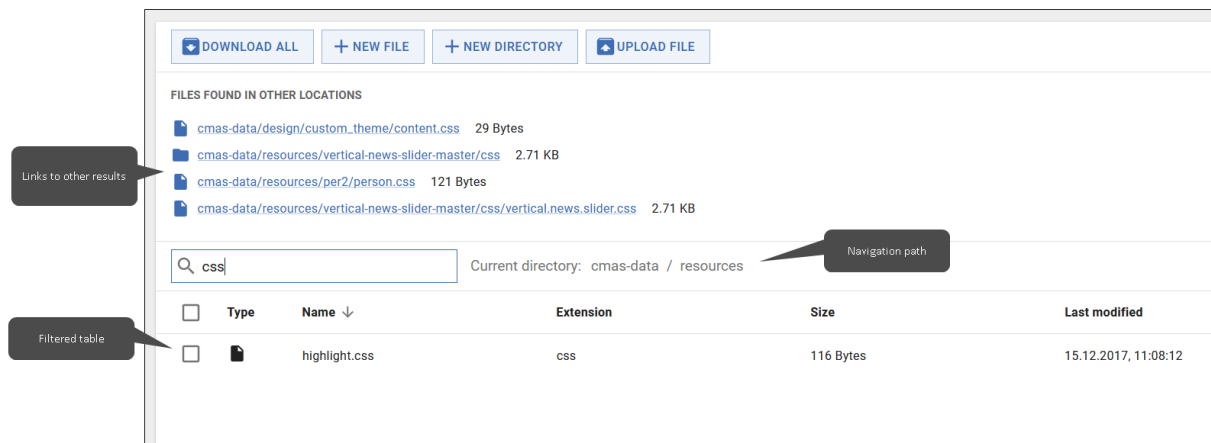 DOWNLOAD ALL
NEW FILE
NEW DIRECTORY
UPLOAD FILE
FILES FOUND IN OTHER LOCATIONS
cmas-data/design/custom_theme/content.css 29 Bytes
cmas-data/resources/vertical-news-slider-master/css 2.71 KB
Links to other results
cmas-data/resources/per2/person.css 121 Bytes
cmas-data/resources/vertical-news-slider-master/css/vertical.news.slider.css 2.71 KB
Navigation path
css
Current directory: cmas-data / resources
Type Name Extension Size Last modified
Filtered table
highlight.css css 116 Bytes 15.12.2017, 11:08:12